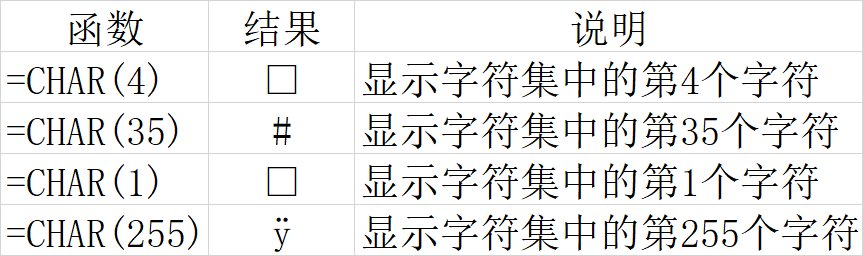 函数 结果 说明
=CHAR(4) □ 显示字符集中的第4个字符
=CHAR(35) # 显示字符集中的第35个字符
=CHAR(1) □ 显示字符集中的第1个字符
=CHAR(255) ÿ 显示字符集中的第255个字符